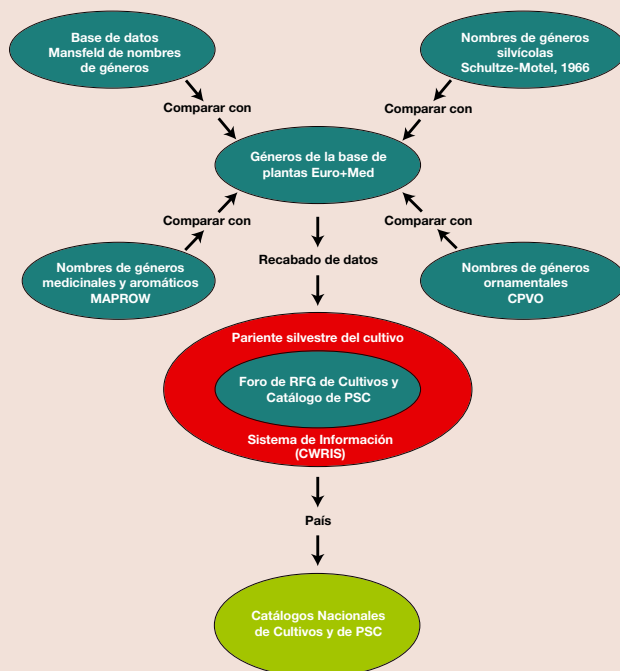 Base de datos
Mansfeld de nombres
de géneros
Nombres de géneros
silvícolas
Schultze-Motel, 1966
Comparar con
Comparar con
Géneros de la base de
plantas Euro+Med
Comparar con
Comparar con
Nombres de géneros
medicinales y aromáticos
MAPROW
Recabado de datos
Nombres de géneros
ornamentales
CPVO
Pariente silvestre del cultivo
Foro de RFG de Cultivos y
Catálogo de PSC
Sistema de Información
(CWRIS)
País
Catálogos Nacionales
de Cultivos y de PSC